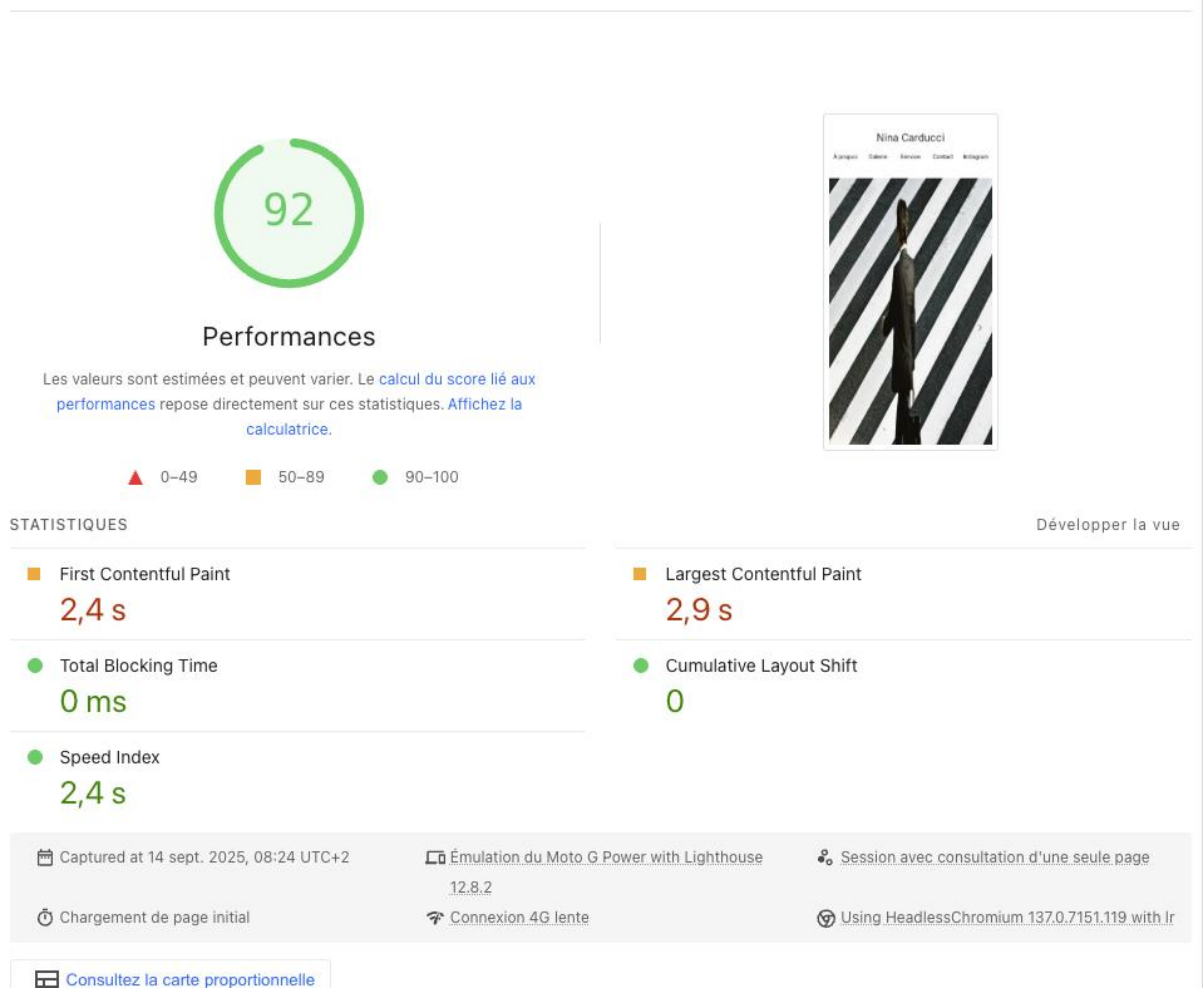 92
Nina Carducci
À propos Galerie Service Contact Instagram
Performances
Les valeurs sont estimées et peuvent varier. Le calcul du score lié aux
performances repose directement sur ces statistiques. Affichez la
calculatrice.
0–49 50–89 90–100
STATISTIQUES
Développer la vue
First Contentful Paint
2,4 s
Largest Contentful Paint
2,9 s
Total Blocking Time
0 ms
Cumulative Layout Shift
0
Speed Index
2,4 s
Captured at 14 sept. 2025, 08:24 UTC+2
Émulation du Moto G Power with Lighthouse
12.8.2
Session avec consultation d'une seule page
Chargement de page initial
Connexion 4G lente
Using HeadlessChromium 137.0.7151.119 with lr
Consultez la carte proportionnelle